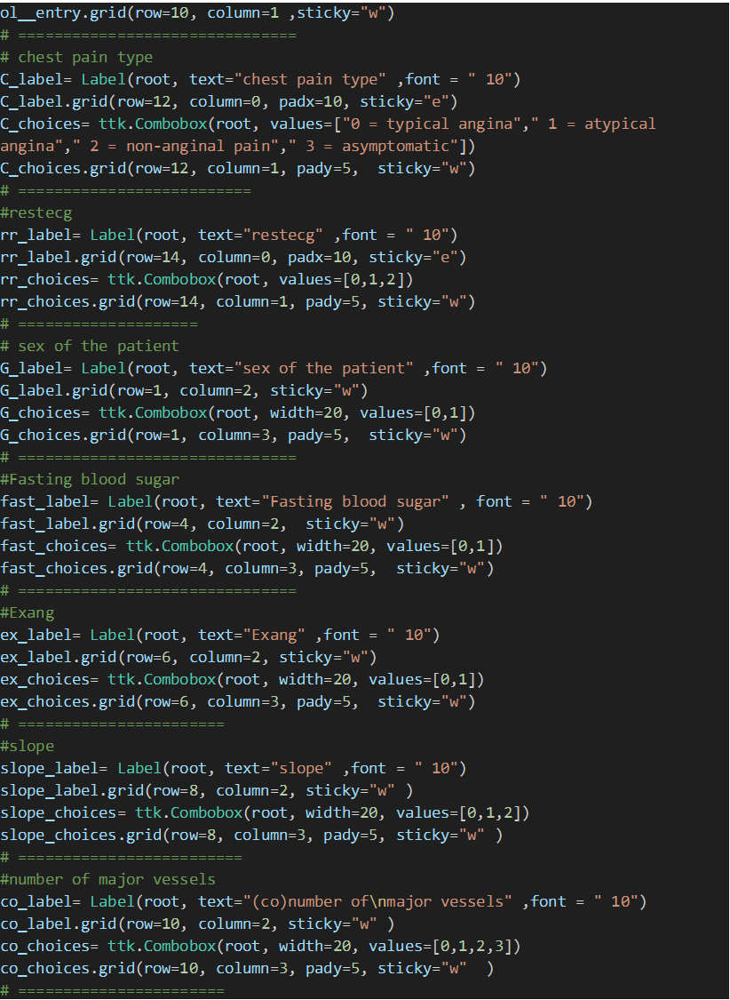 ol__entry.grid(row=10, column=1 ,sticky="w")
# ===============================
# chest pain type
C_label= Label(root, text="chest pain type" ,font = " 10")
C_label.grid(row=12, column=0, padx=10, sticky="e")
C_choices= ttk.Combobox(root, values=["0 = typical angina"," 1 = atypical
angina"," 2 = non-anginal pain"," 3 = asymptomatic"])
C_choices.grid(row=12, column=1, pady=5,  sticky="w")
# ==========================
#restecg
rr_label= Label(root, text="restecg" ,font = " 10")
rr_label.grid(row=14, column=0, padx=10, sticky="e")
rr_choices= ttk.Combobox(root, values=[0,1,2])
rr_choices.grid(row=14, column=1, pady=5, sticky="w")
# ====================
# sex of the patient
G_label= Label(root, text="sex of the patient" ,font = " 10")
G_label.grid(row=1, column=2, sticky="w")
G_choices= ttk.Combobox(root, width=20, values=[0,1])
G_choices.grid(row=1, column=3, pady=5,  sticky="w")
# ===============================
#Fasting blood sugar
fast_label= Label(root, text="Fasting blood sugar" , font = " 10")
fast_label.grid(row=4, column=2,  sticky="w")
fast_choices= ttk.Combobox(root, width=20, values=[0,1])
fast_choices.grid(row=4, column=3, pady=5,  sticky="w")
# ===============================
#Exang
ex_label= Label(root, text="Exang" ,font = " 10")
ex_label.grid(row=6, column=2, sticky="w")
ex_choices= ttk.Combobox(root, width=20, values=[0,1])
ex_choices.grid(row=6, column=3, pady=5,  sticky="w")
# =======================
#slope
slope_label= Label(root, text="slope" ,font = " 10")
slope_label.grid(row=8, column=2, sticky="w" )
slope_choices= ttk.Combobox(root, width=20, values=[0,1,2])
slope_choices.grid(row=8, column=3, pady=5, sticky="w" )
# =========================
#number of major vessels
co_label= Label(root, text="(co)number of\nmajor vessels" ,font = " 10")
co_label.grid(row=10, column=2, sticky="w" )
co_choices= ttk.Combobox(root, width=20, values=[0,1,2,3])
co_choices.grid(row=10, column=3, pady=5, sticky="w"  )
# =======================